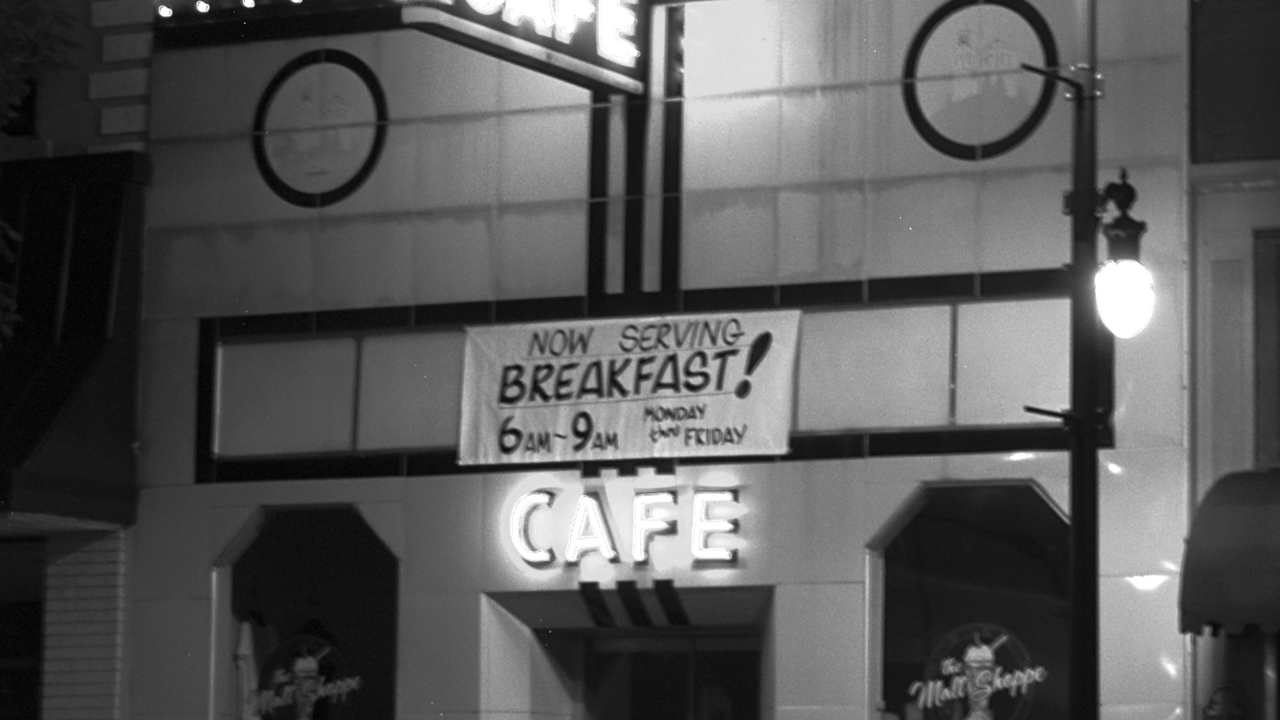 CAFE
NOW SERVING
BREAKFAST!
6AM~9AM
MONDAY
thru FRIDAY
CAFE
the
Malt Shoppe
the
Malt Shoppe